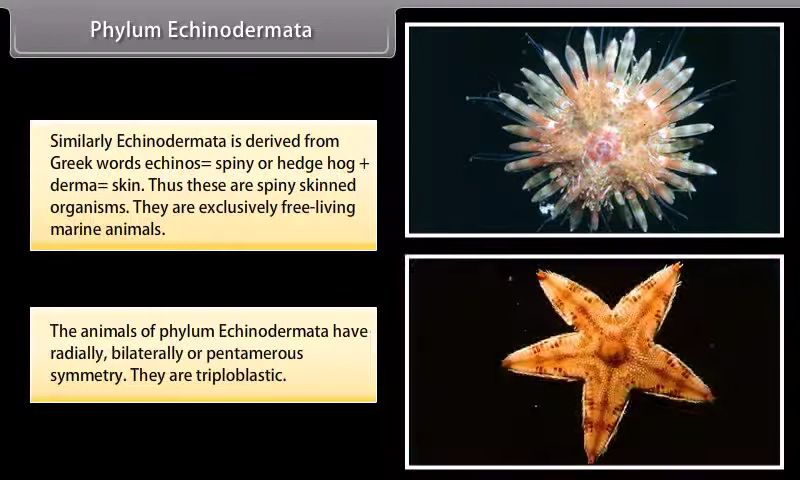 Phylum Echinodermata
Similarly Echinodermata is derived from
Greek words echinos= spiny or hedge hog +
derma= skin. Thus these are spiny skinned
organisms. They are exclusively free-living
marine animals.
The animals of phylum Echinodermata have
radially, bilaterally or pentamerous
symmetry. They are triploblastic.